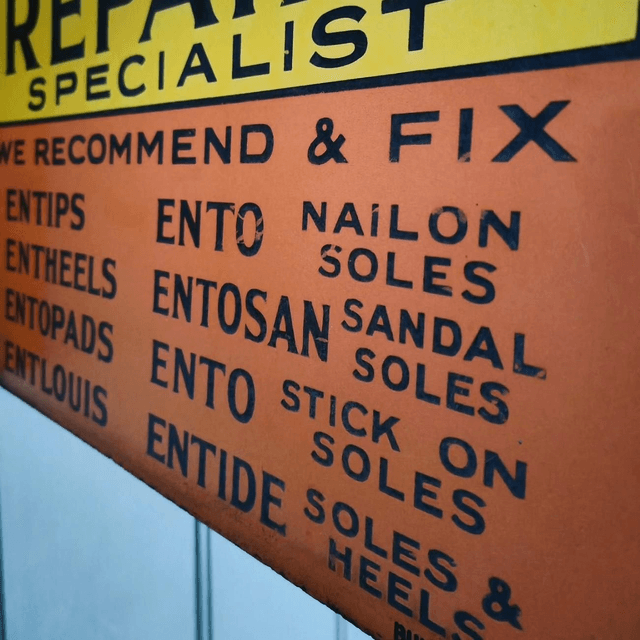 REPAIR
SPECIALIST
WE RECOMMEND & FIX
ENTIPS
ENTHEELS
ENTOPADS
ENTLOUIS
ENTO NAILON SOLES
ENTOSAN SANDAL SOLES
ENTO STICK ON SOLES
ENTIDE SOLES & HEELS